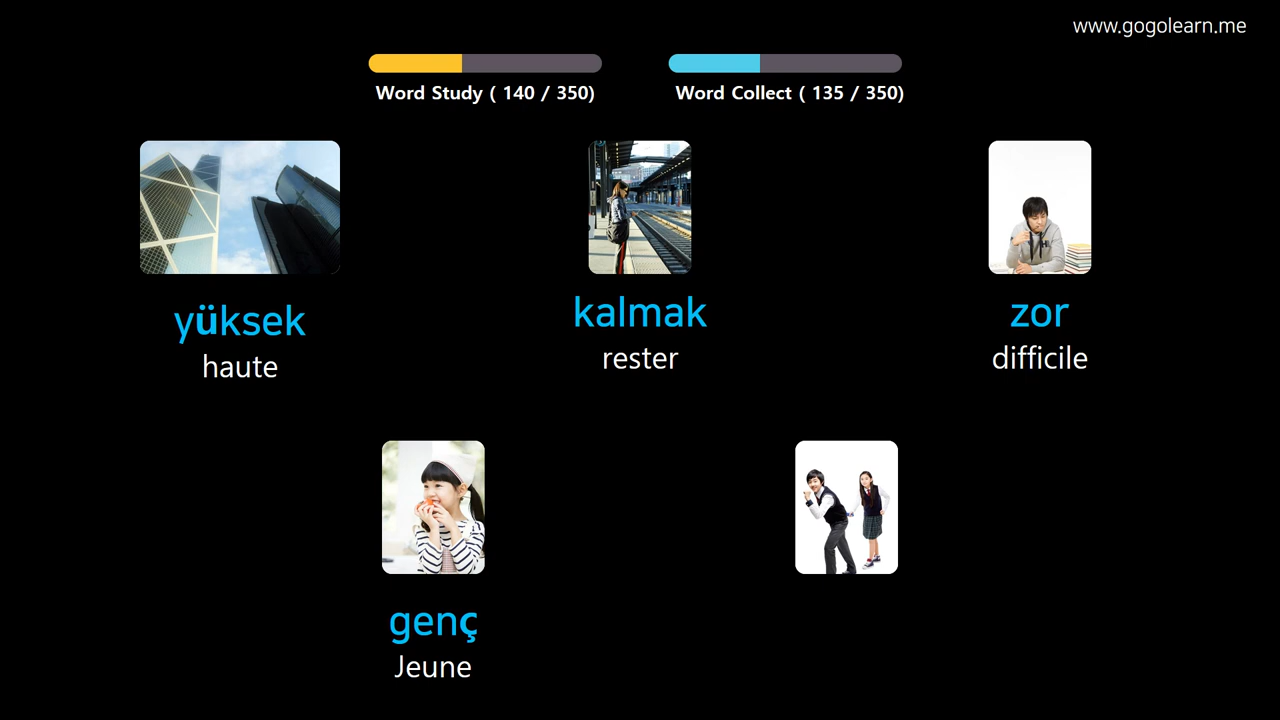 www.gogolearn.me
Word Study ( 140 / 350)
Word Collect ( 135 / 350)
yüksek
haute
kalmak
rester
zor
difficile
genç
Jeune